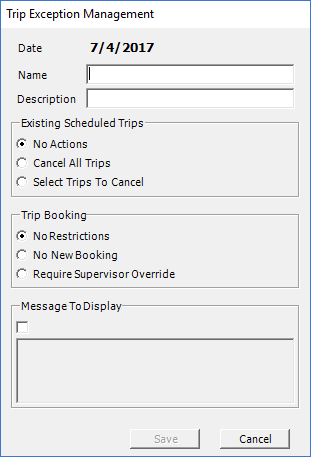 Trip Exception Management
Date 7/4/2017
Name
Description
Existing Scheduled Trips
No Actions
Cancel All Trips
Select Trips To Cancel
Trip Booking
No Restrictions
No New Booking
Require Supervisor Override
Message To Display
Save Cancel